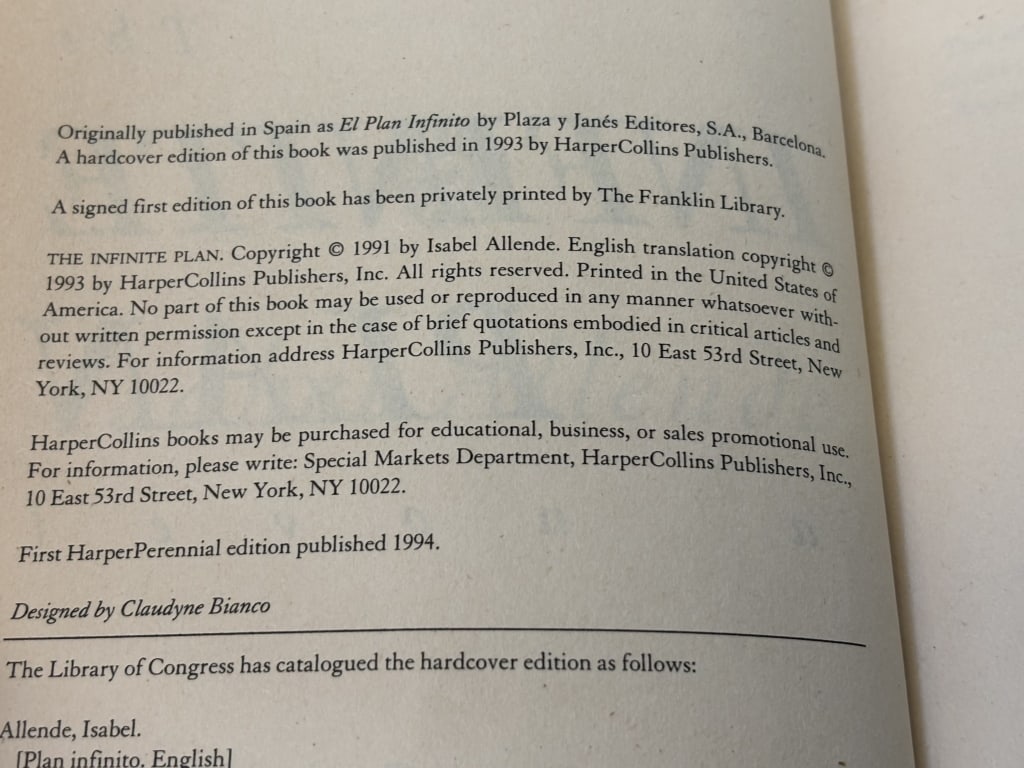 Originally published in Spain as El Plan Infinito by Plaza y Janés Editores, S.A., Barcelona.
A hardcover edition of this book was published in 1993 by HarperCollins Publishers.
A signed first edition of this book has been privately printed by The Franklin Library.
THE INFINITE PLAN. Copyright © 1991 by Isabel Allende. English translation copyright ©
1993 by HarperCollins Publishers, Inc. All rights reserved. Printed in the United States of
America. No part of this book may be used or reproduced in any manner whatsoever with-
out written permission except in the case of brief quotations embodied in critical articles and
reviews. For information address HarperCollins Publishers, Inc., 10 East 53rd Street, New
York, NY 10022.
HarperCollins books may be purchased for educational, business, or sales promotional use.
For information, please write: Special Markets Department, HarperCollins Publishers, Inc.,
10 East 53rd Street, New York, NY 10022.
First HarperPerennial edition published 1994.
Designed by Claudyne Bianco
The Library of Congress has catalogued the hardcover edition as follows:
Allende, Isabel.
[Plan infinito. English]